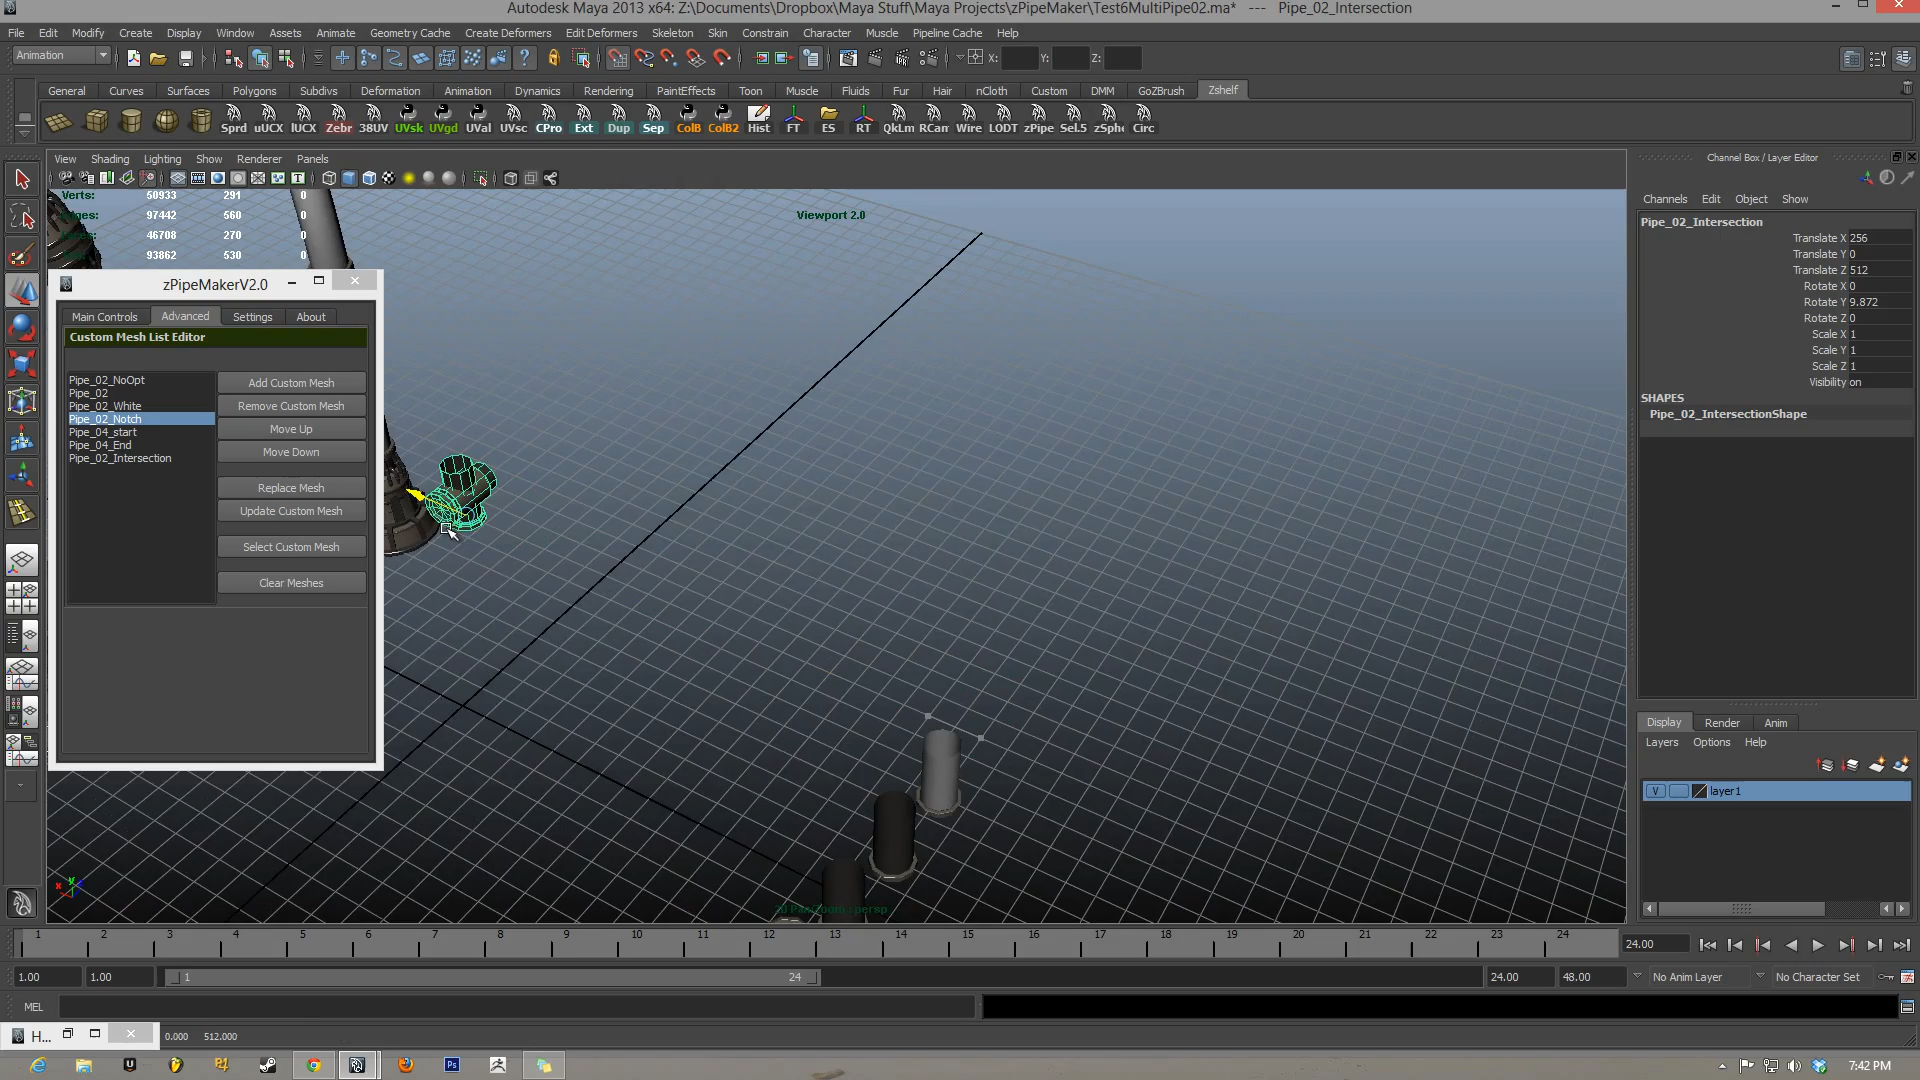 Autodesk Maya 2013 x64: Z:\Documents\Dropbox\Maya Stuff\Maya Projects\zPipeMaker\Test6MultiPipe02.ma* --- Pipe_02_Intersection
File Edit Modify Create Display Window Assets Animate Geometry Cache Create Deformers Edit Deformers Skeleton Skin Constrain Character Muscle Pipeline Cache Help
Animation X: Y: Z:
General Curves Surfaces Polygons Subdivs Deformation Animation Dynamics Rendering PaintEffects Toon Muscle Fluids Fur Hair nCloth Custom DMM GoZBrush Zshelf
Sprd uUCX lUCX Zebr 38UV UVsk UVgd UVal UVsc CPro Ext Dup Sep ColB ColB2 Hist FT ES RT QkLm RCam Wire LODT zPipe Sel.5 zSph Circ
View Shading Lighting Show Renderer Panels
Verts: 50933 291 0
Edges: 97442 560 0
46708 270 0
93862 530 0
Viewport 2.0
zPipeMakerV2.0
Main Controls Advanced Settings About
Custom Mesh List Editor
Pipe_02_NoOpt
Pipe_02
Pipe_02_White
Pipe_02_Notch
Pipe_04_start
Pipe_04_End
Pipe_02_Intersection
Add Custom Mesh
Remove Custom Mesh
Move Up
Move Down
Replace Mesh
Update Custom Mesh
Select Custom Mesh
Clear Meshes
x y
2D Pan/Zoom : persp
Channel Box / Layer Editor
Channels Edit Object Show
Pipe_02_Intersection
Translate X 256
Translate Y 0
Translate Z 512
Rotate X 0
Rotate Y 9.872
Rotate Z 0
Scale X 1
Scale Y 1
Scale Z 1
Visibility on
SHAPES
Pipe_02_IntersectionShape
Display Render Anim
Layers Options Help
V layer1
1 2 3 4 5 6 7 8 9 10 11 12 13 14 15 16 17 18 19 20 21 22 23 24 24.00
1.00 1.00 1 24 24.00 48.00 No Anim Layer No Character Set
MEL
H... 0.000 512.000
Ps
7:42 PM